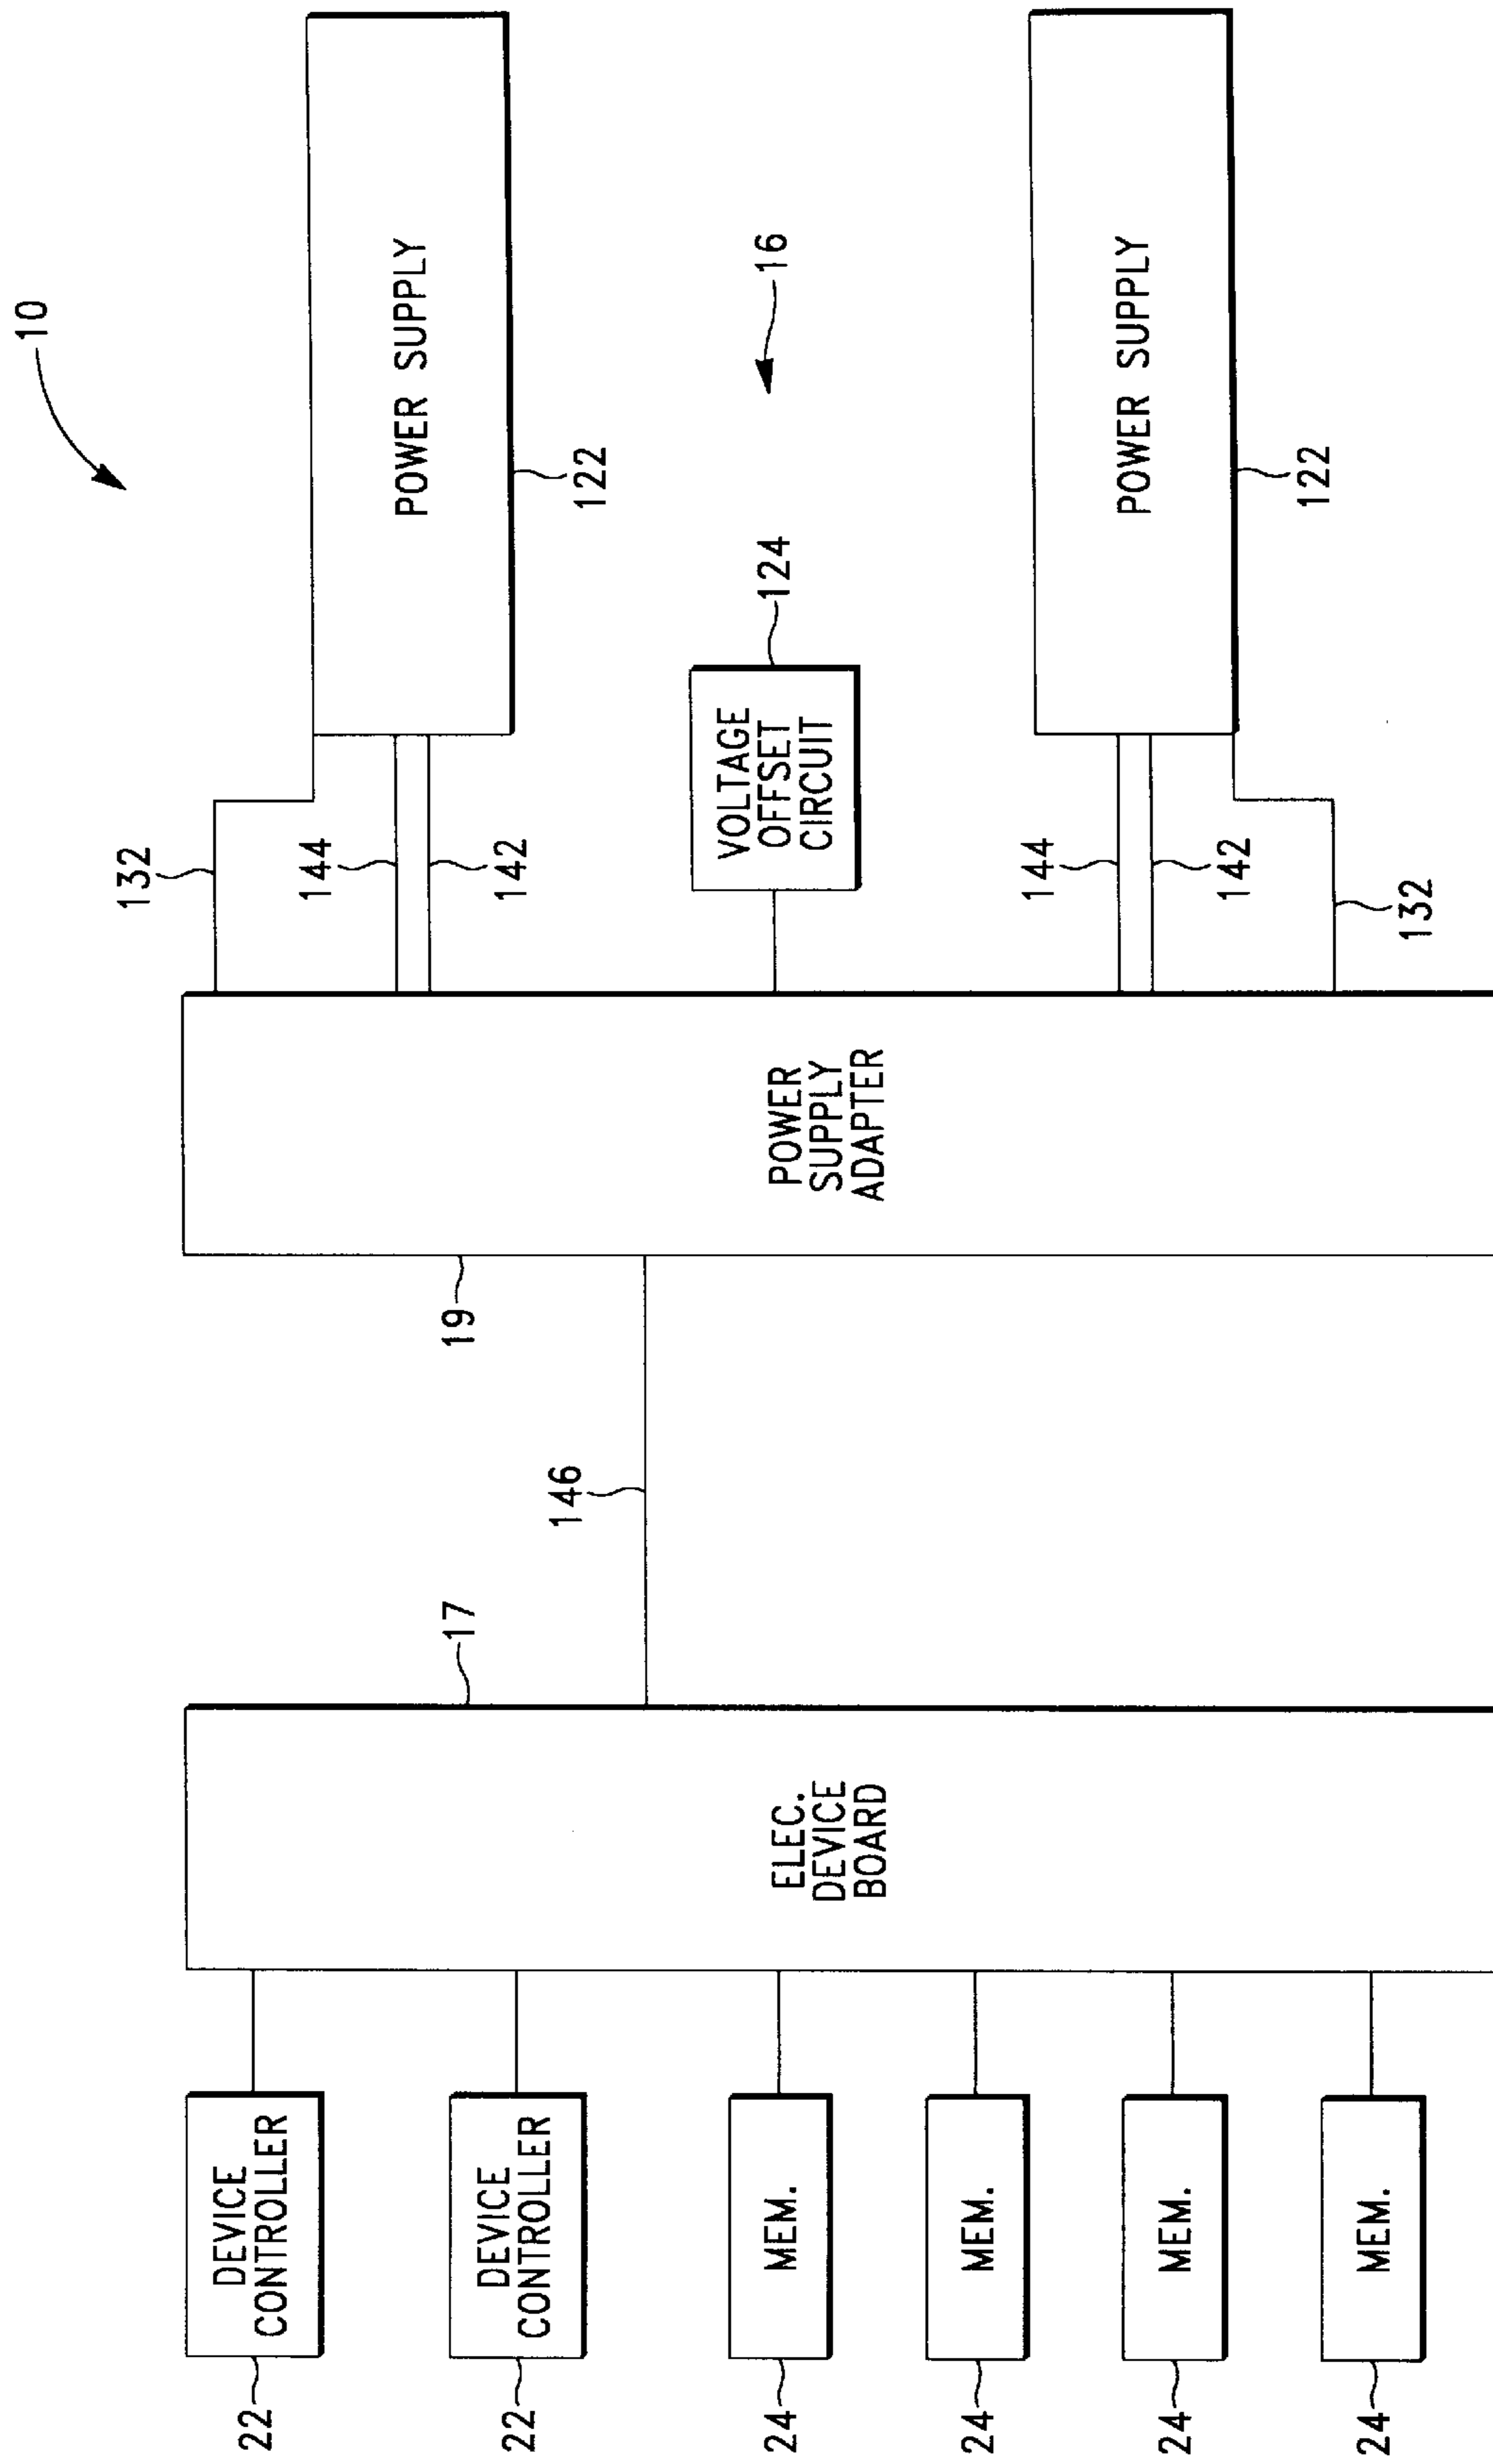 10
POWER SUPPLY
122
16
POWER SUPPLY
122
124
VOLTAGE
OFFSET
CIRCUIT
132
144
142
144
142
132
POWER
SUPPLY
ADAPTER
19
146
17
ELEC.
DEVICE
BOARD
DEVICE
CONTROLLER
22
DEVICE
CONTROLLER
22
MEM.
24
MEM.
24
MEM.
24
MEM.
24